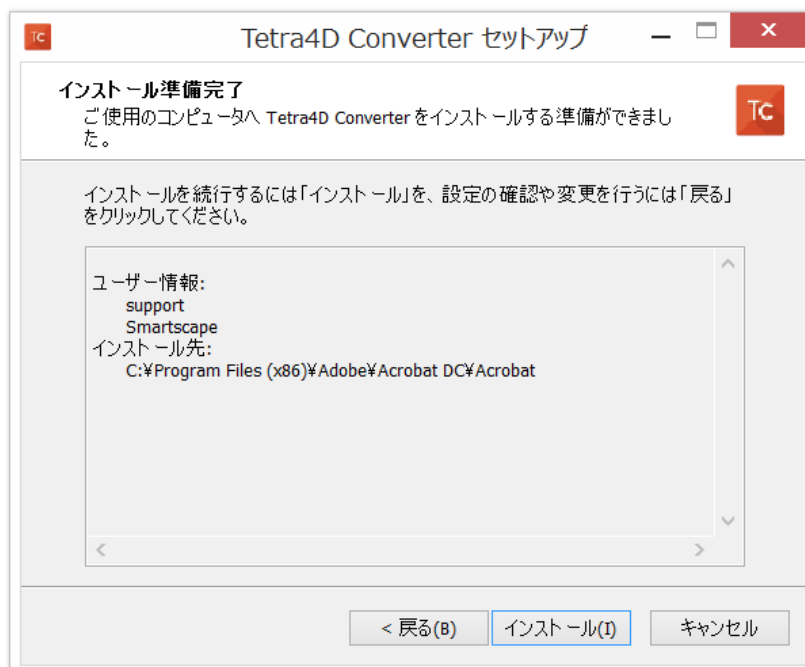 TC
Tetra4D Converter セットアップ
インストール準備完了
ご使用のコンピュータへ Tetra4D Converter をインストールする準備ができまし
た。
TC
インストールを続行するには「インストール」を、設定の確認や変更を行うには「戻る」
をクリックしてください。
ユーザー情報:
support
Smartscape
インストール先:
C:¥Program Files (x86)¥Adobe¥Acrobat DC¥Acrobat
< 戻る(B)
インストール(I)
キャンセル